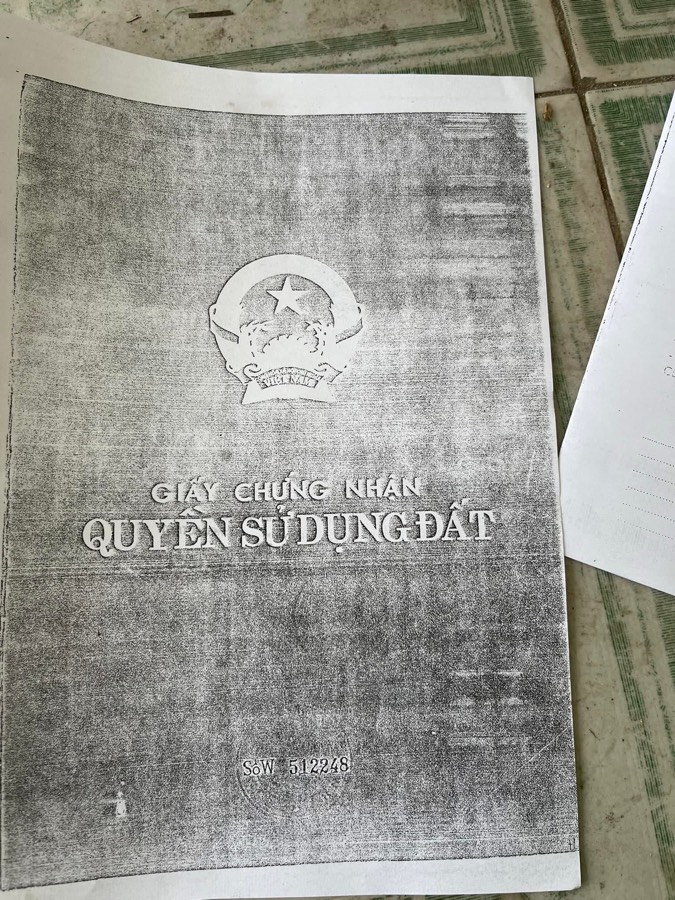 VIỆT NAM
GIẤY CHỨNG NHẬN
QUYỀN SỬ DỤNG ĐẤT
Số W 512248